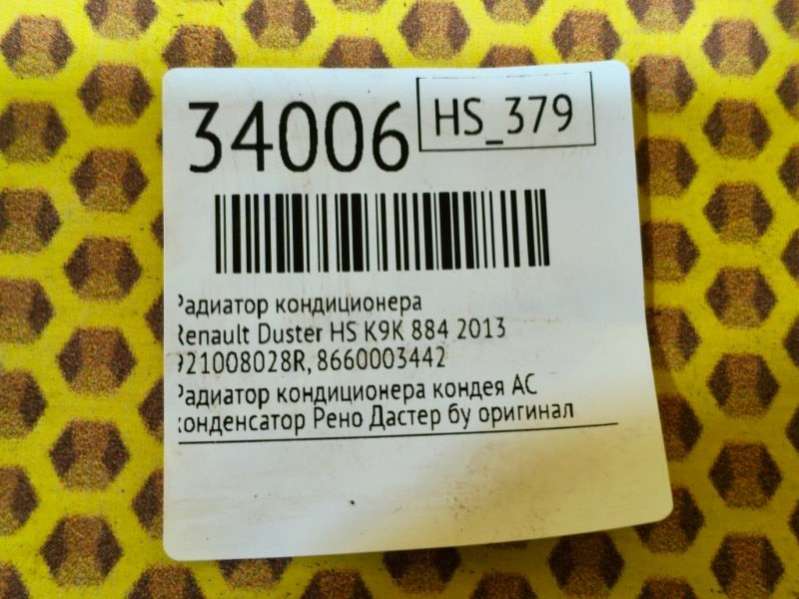 34006
HS_379
Радиатор кондиционера
Renault Duster HS K9K 884 2013
921008028R, 8660003442
Радиатор кондиционера кондея АС
конденсатор Рено Дастер бу оригинал